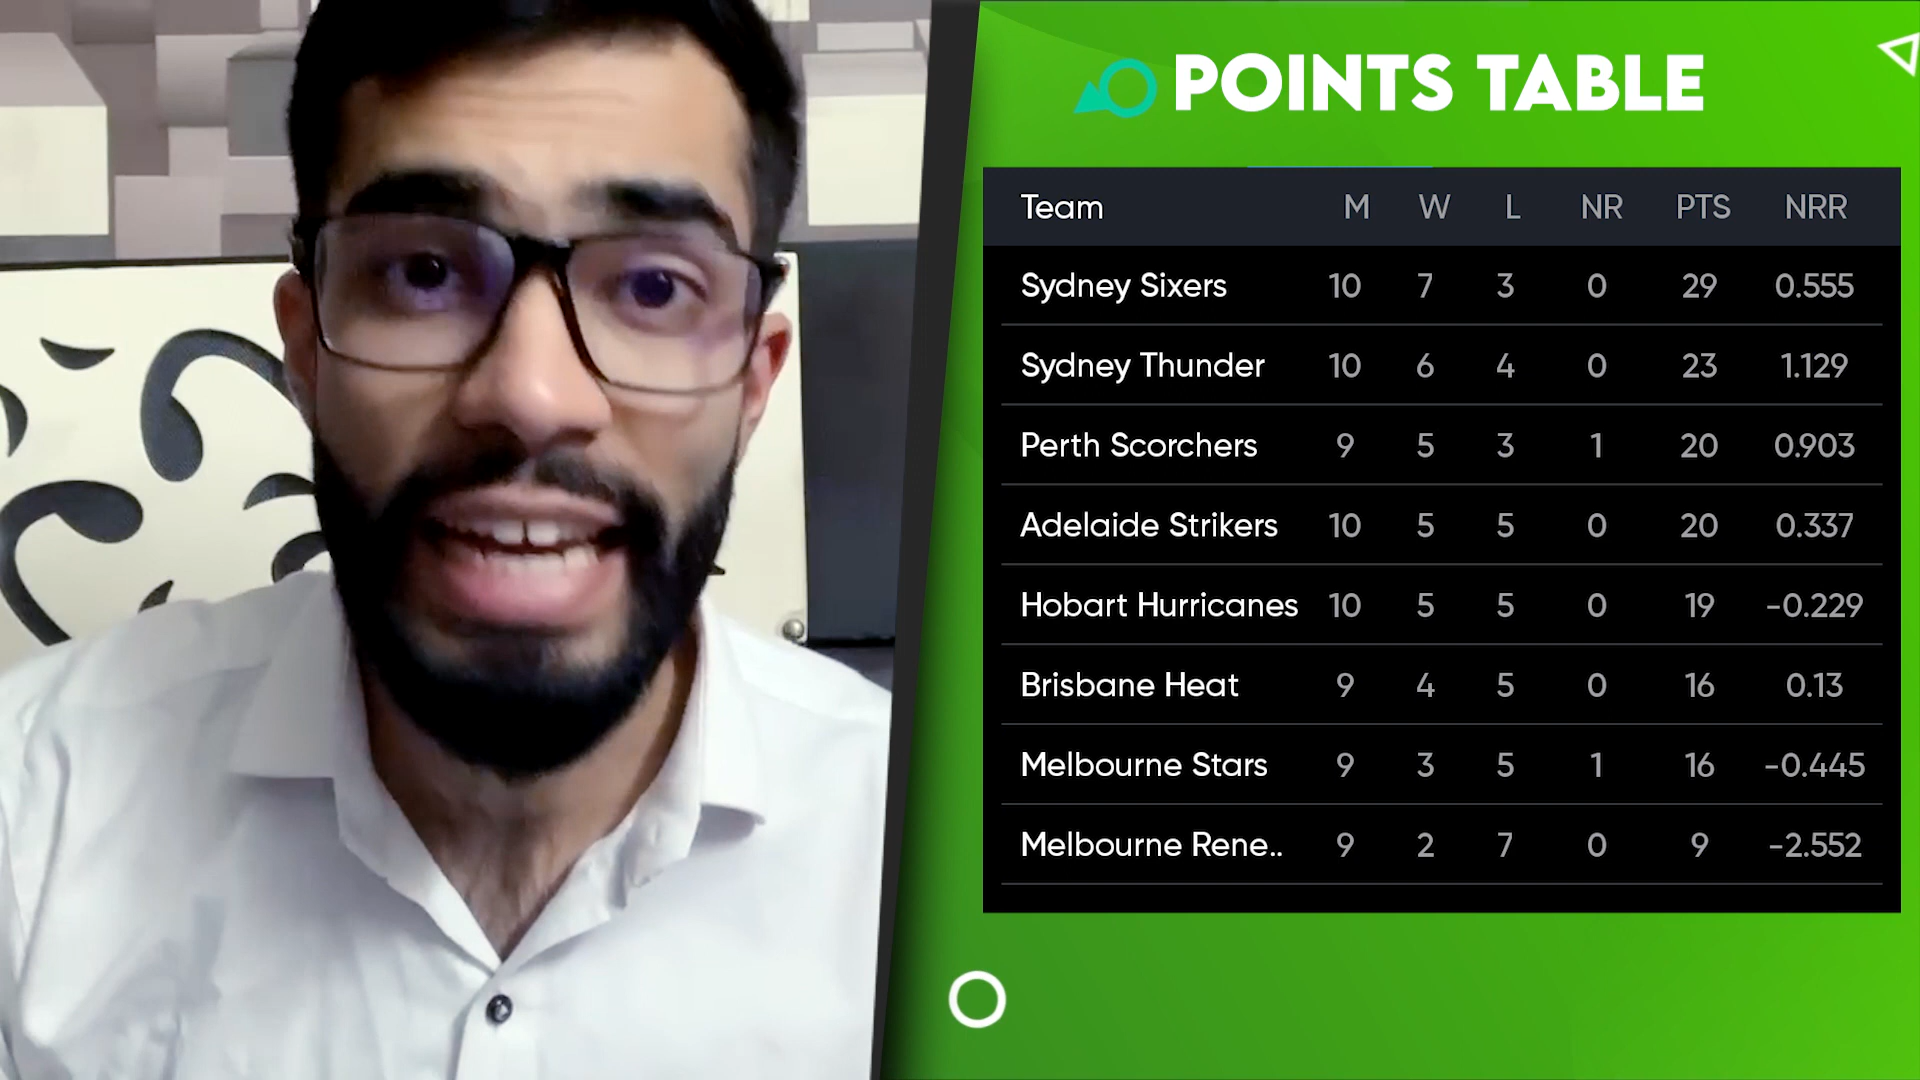 POINTS TABLE
Team M W L NR PTS NRR
Sydney Sixers 10 7 3 0 29 0.555
Sydney Thunder 10 6 4 0 23 1.129
Perth Scorchers 9 5 3 1 20 0.903
Adelaide Strikers 10 5 5 0 20 0.337
Hobart Hurricanes 10 5 5 0 19 -0.229
Brisbane Heat 9 4 5 0 16 0.13
Melbourne Stars 9 3 5 1 16 -0.445
Melbourne Rene.. 9 2 7 0 9 -2.552